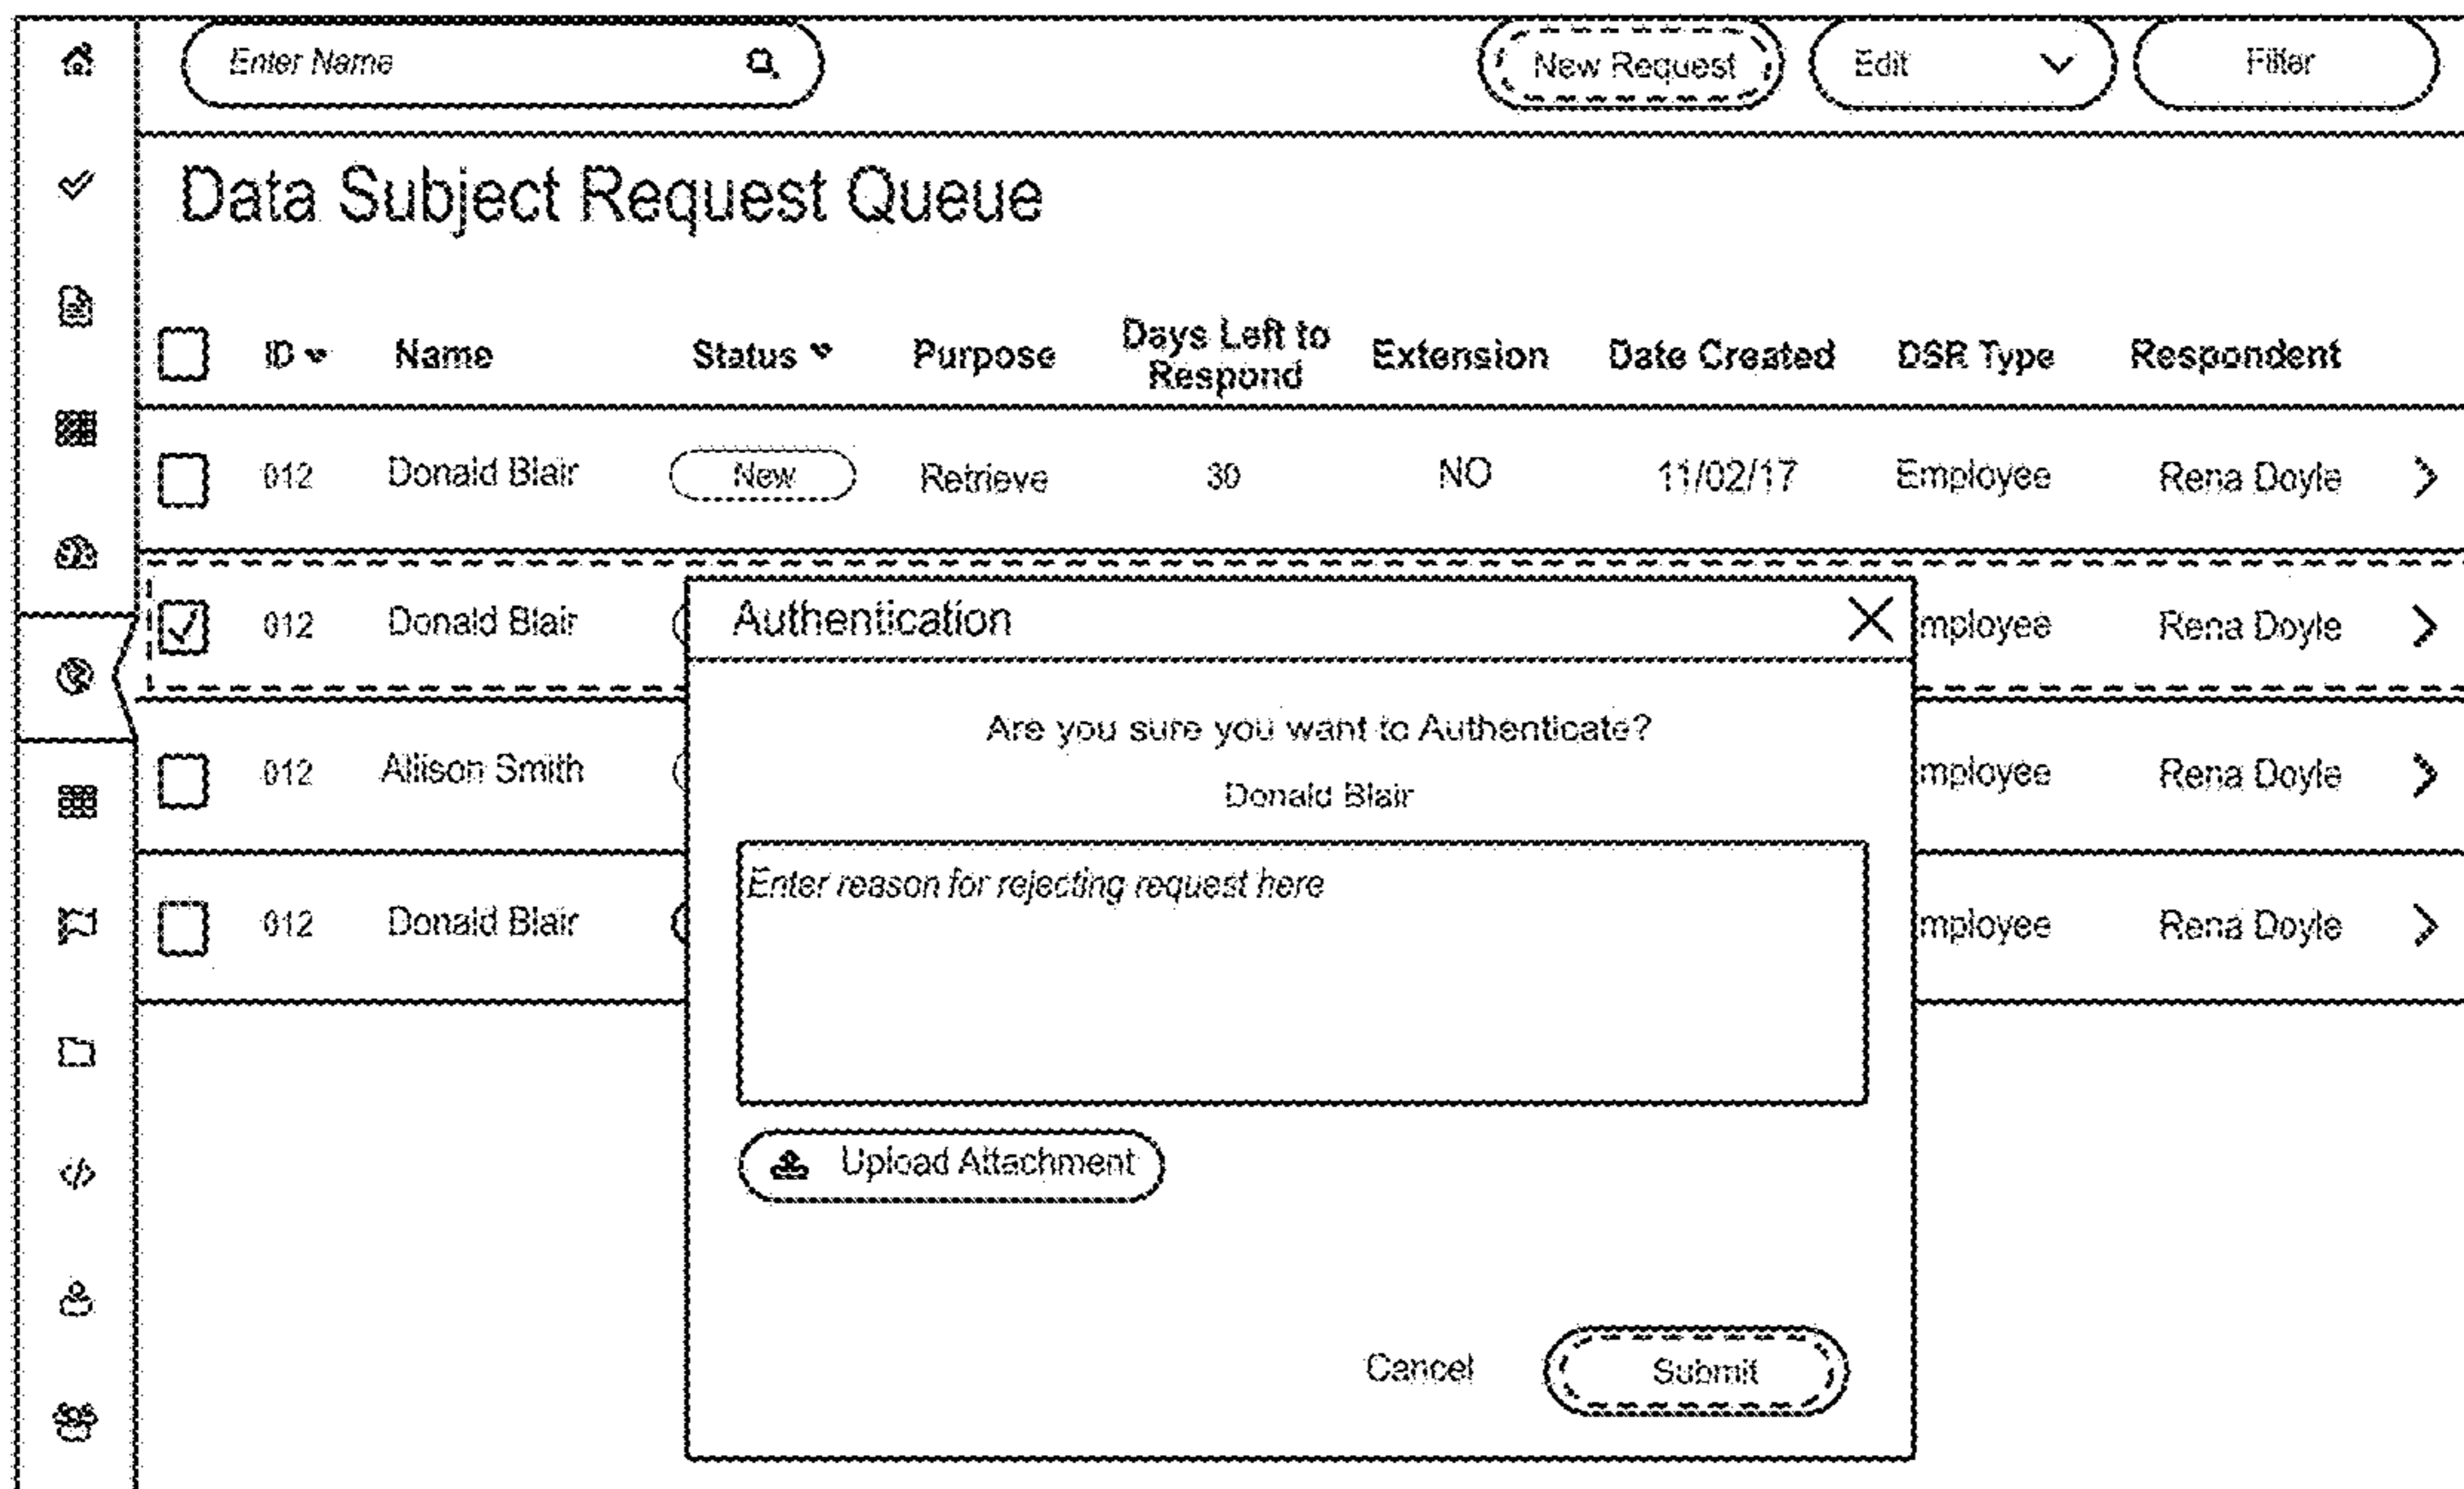 Enter Name
New Request
Edit
Filter
Data Subject Request Queue
ID Name Status Purpose Days Left to Respond Extension Date Created DSR Type Respondent
012 Donald Blair New Retrieve 30 NO 11/02/17 Employee Rena Doyle
012 Donald Blair mployee Rena Doyle
012 Allison Smith mployee Rena Doyle
012 Donald Blair mployee Rena Doyle
Authentication
Are you sure you want to Authenticate?
Donald Blair
Enter reason for rejecting request here
Upload Attachment
Cancel
Submit